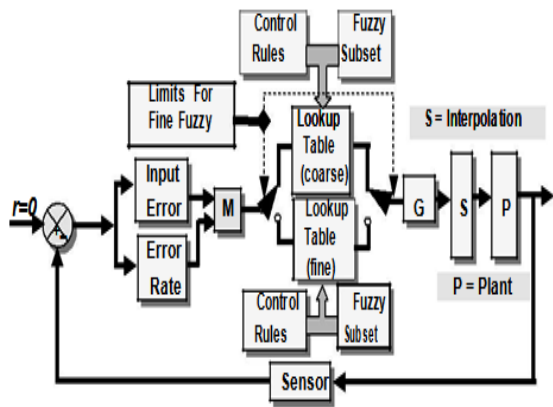 Control
Rules
Fuzzy
Subset
Limits For
Fine Fuzzy
Lookup
Table
(coarse)
S = Interpolation
Input
Error
M
G
S
P
r=0
+
-
Error
Rate
Lookup
Table
(fine)
P = Plant
Control
Rules
Fuzzy
Subset
Sensor